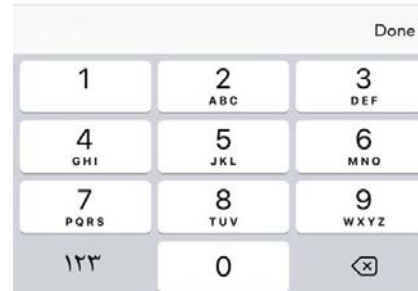 Done
1 2 3
ABC DEF
4 5 6
GHI JKL MNO
7 8 9
PQRS TUV WXYZ
١٢٣ 0